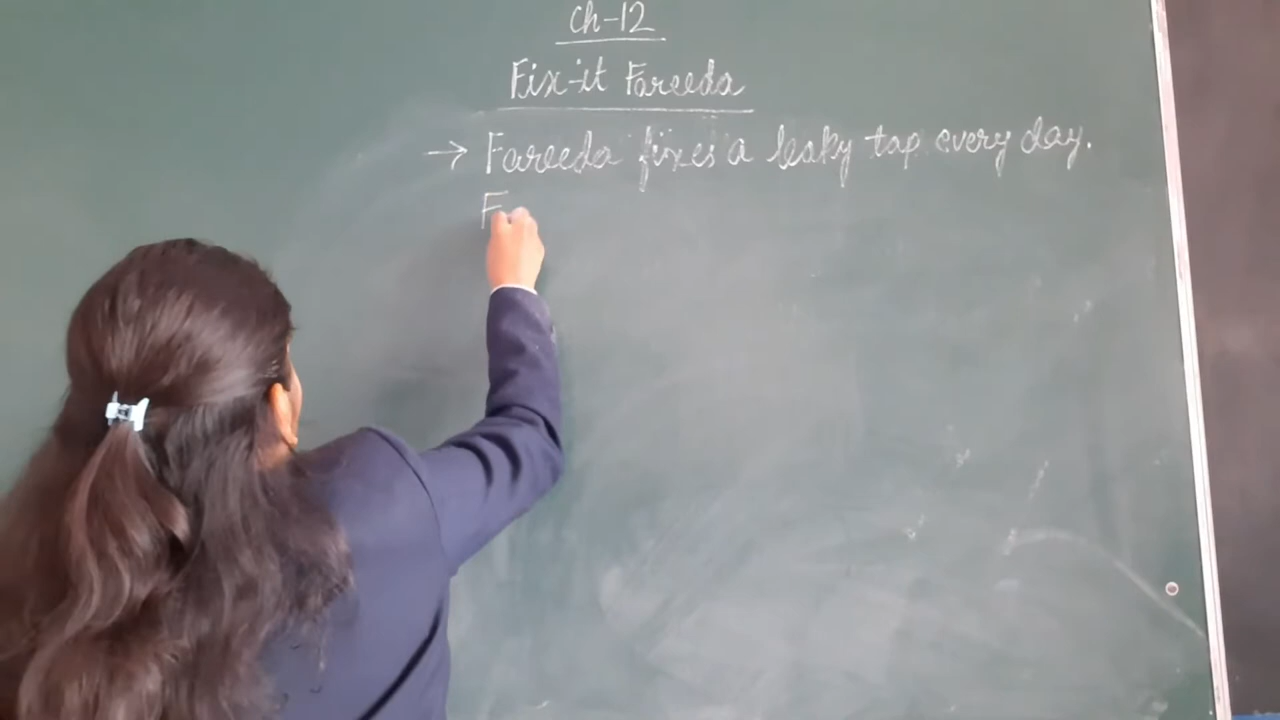 Ch-12
Fix-it Fareeda
→ Fareeda fixes a leaky tap every day.
F